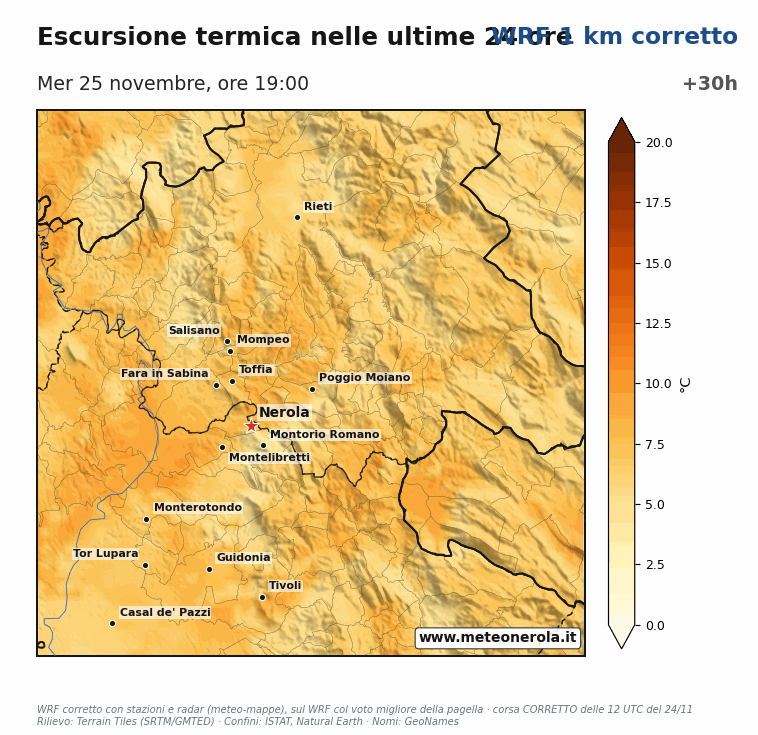 Escursione termica nelle ultime 24 ore
WRF 1 km corretto
Mer 25 novembre, ore 19:00
+30h
Rieti
Salisano
Mompeo
Toffia
Fara in Sabina
Poggio Moiano
Nerola
Montorio Romano
Montelibretti
Monterotondo
Tor Lupara
Guidonia
Tivoli
Casal de' Pazzi
www.meteonerola.it
20.0
17.5
15.0
12.5
10.0
7.5
5.0
2.5
0.0
°C
WRF corretto con stazioni e radar (meteo-mappe), sul WRF col voto migliore della pagella · corsa CORRETTO delle 12 UTC del 24/11
Rilievo: Terrain Tiles (SRTM/GMTED) · Confini: ISTAT, Natural Earth · Nomi: GeoNames